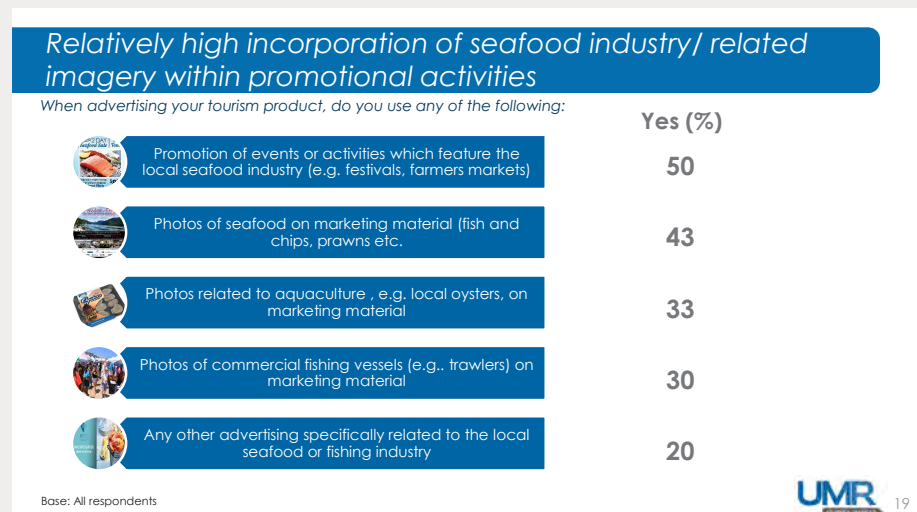 Relatively high incorporation of seafood industry/ related
imagery within promotional activities
When advertising your tourism product, do you use any of the following:
Yes (%)
Promotion of events or activities which feature the
local seafood industry (e.g. festivals, farmers markets)
50
Photos of seafood on marketing material (fish and
chips, prawns etc.
43
Photos related to aquaculture , e.g. local oysters, on
marketing material
33
Photos of commercial fishing vessels (e.g.. trawlers) on
marketing material
30
Any other advertising specifically related to the local
seafood or fishing industry
20
Base: All respondents
UMR
19